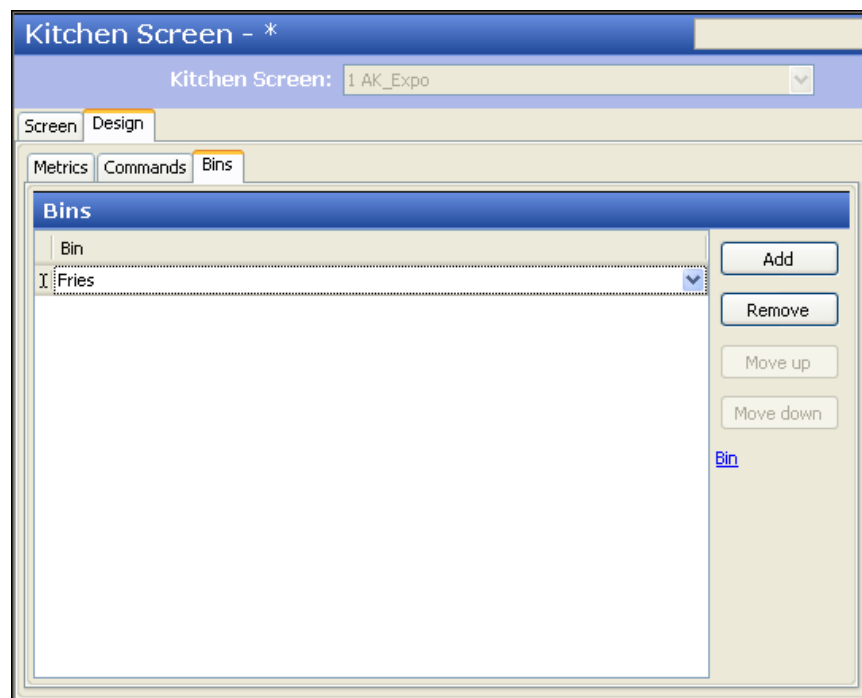 Kitchen Screen - *
Kitchen Screen: 1 AK_Expo
Screen Design
Metrics Commands Bins
Bins
Bin
Add
Fries
Remove
Move up
Move down
Bin